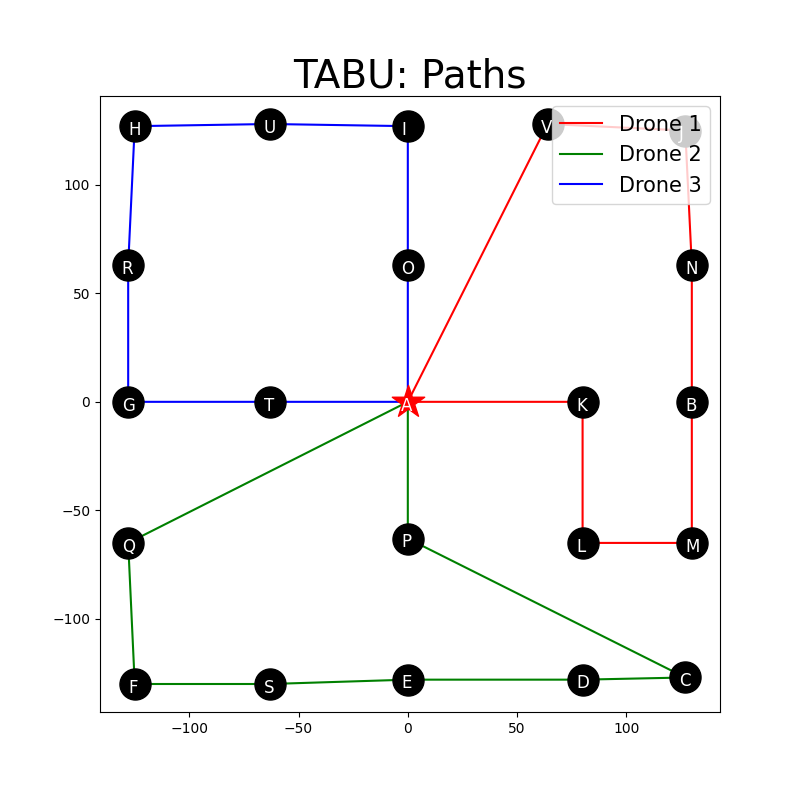 TABU: Paths
H
U
I
V
J
Drone 1
Drone 2
Drone 3
100
R
O
N
50
0
G
T
A
K
B
−50
Q
P
L
M
−100
F
S
E
D
C
−100
−50
0
50
100